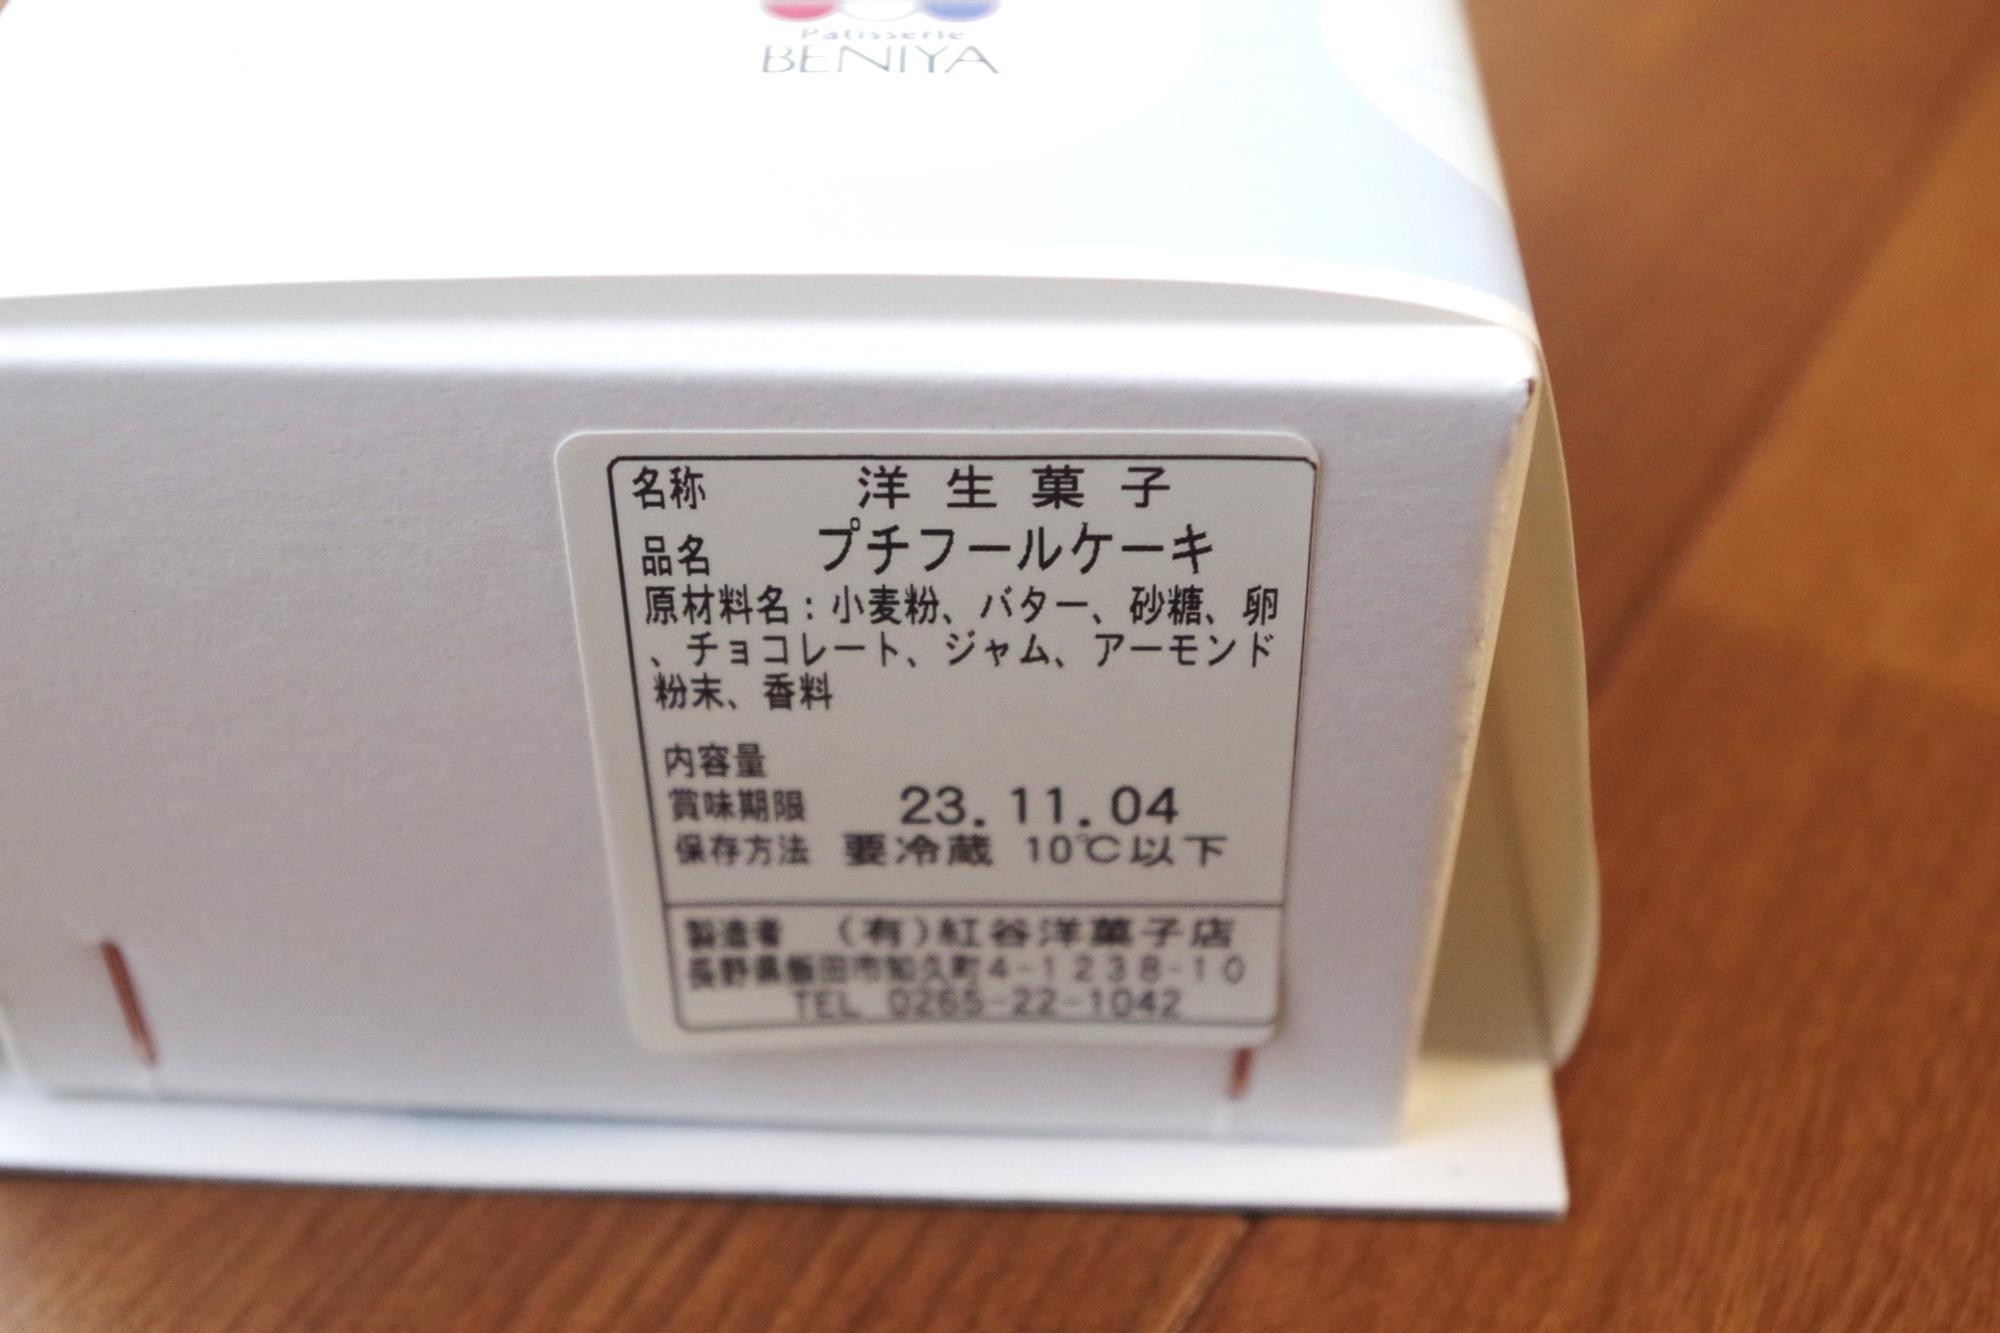 Patisserie
BENIYA
名称 洋生菓子
品名 プチフールケーキ
原材料名：小麦粉、バター、砂糖、卵
、チョコレート、ジャム、アーモンド
粉末、香料
内容量
賞味期限 23.11.04
保存方法 要冷蔵 10℃以下
製造者 (有)紅谷洋菓子店
長野県飯田市知久町4-1238-10
TEL 0265-22-1042